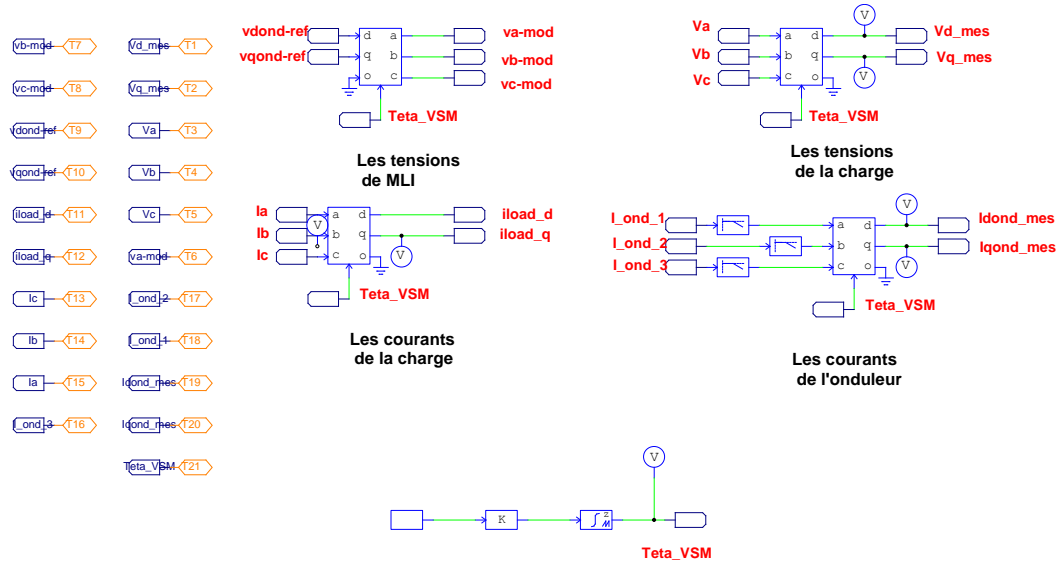 vb-mod T7
Vd_mes T1
vc-mod T8
Vq_mes T2
vdond-ref T9
Va T3
vqond-ref T10
Vb T4
iload_d T11
Vc T5
iload_q T12
va-mod T6
Ic T13
I_ond_2 T17
Ib T14
I_ond_1 T18
Ia T15
Idond_mes T19
I_ond_3 T16
Iqond_mes T20
Teta_VSM T21
vdond-ref d a va-mod
vqond-ref q b vb-mod
o c vc-mod
Teta_VSM
Les tensions
de MLI
V
Va a d Vd_mes
Vb b q Vq_mes
Vc c o
V
Teta_VSM
Les tensions
de la charge
Ia a d iload_d
V
Ib b q iload_q
Ic c o
V
Teta_VSM
Les courants
de la charge
V
I_ond_1 a d Idond_mes
I_ond_2 b q Iqond_mes
I_ond_3 c o
V
Teta_VSM
Les courants
de l'onduleur
V
K
∫ z M
Teta_VSM